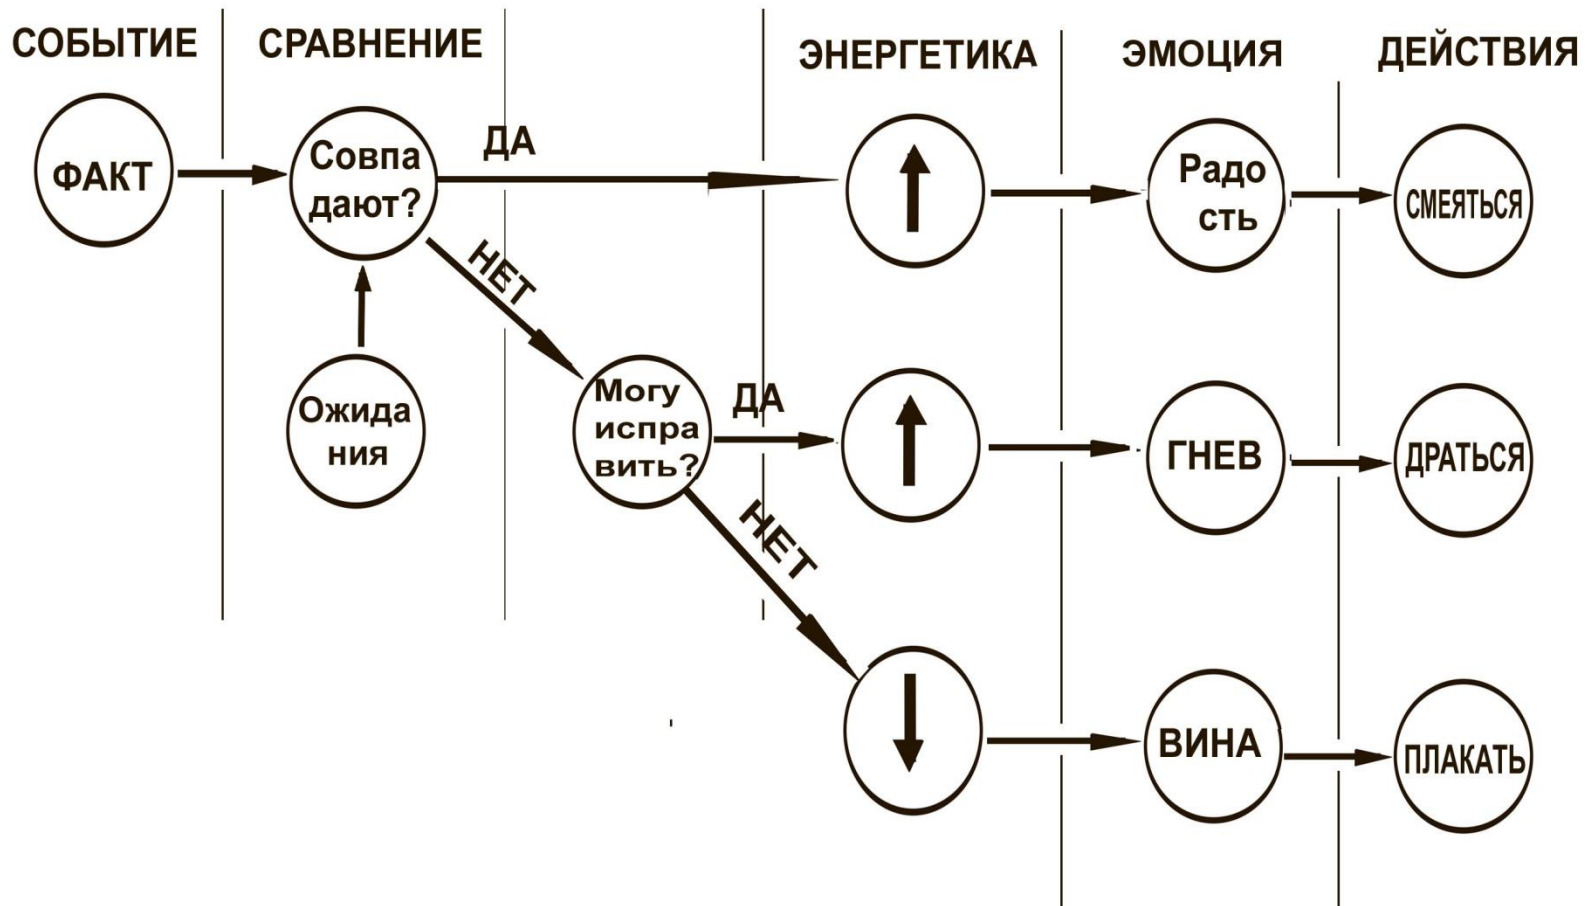 СОБЫТИЕ
СРАВНЕНИЕ
ЭНЕРГЕТИКА
ЭМОЦИЯ
ДЕЙСТВИЯ
ФАКТ
Совпа
дают?
ДА
Радо
сть
СМЕЯТЬСЯ
НЕТ
Ожида
ния
Могу
испра
вить?
ДА
ГНЕВ
ДРАТЬСЯ
НЕТ
ВИНА
ПЛАКАТЬ